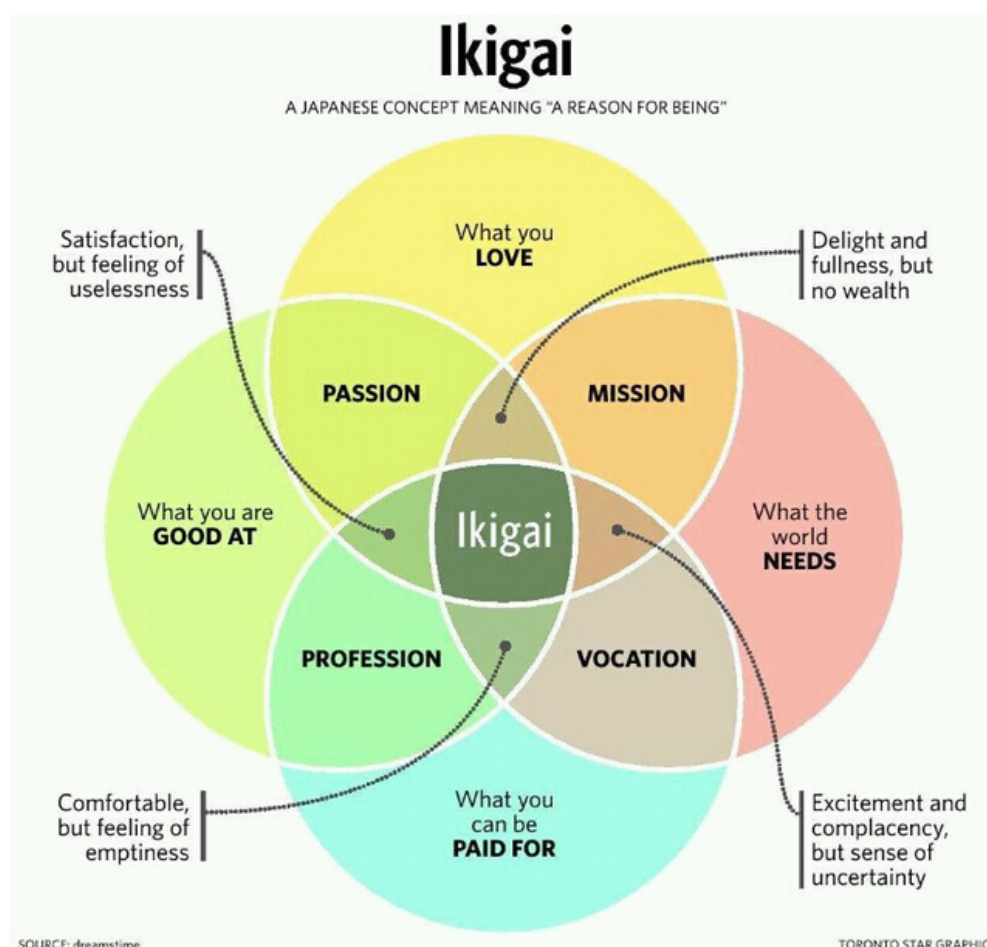 Ikigai
A JAPANESE CONCEPT MEANING “A REASON FOR BEING”
Satisfaction,
but feeling of
uselessness
What you
LOVE
Delight and
fullness, but
no wealth
PASSION
MISSION
What you are
GOOD AT
Ikigai
What the
world
NEEDS
PROFESSION
VOCATION
Comfortable,
but feeling of
emptiness
What you
can be
PAID FOR
Excitement and
complacency,
but sense of
uncertainty
SOURCE: dreamstime
TORONTO STAR GRAPHIC